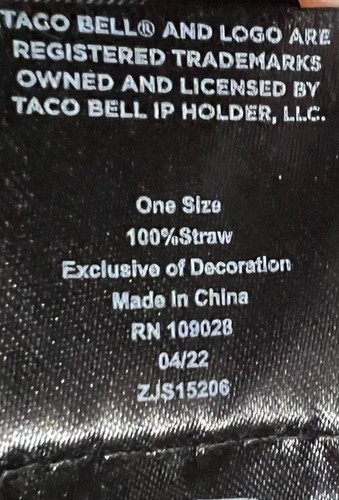 TACO BELL® AND LOGO ARE
REGISTERED TRADEMARKS
OWNED AND LICENSED BY
TACO BELL IP HOLDER, LLC.
One Size
100%Straw
Exclusive of Decoration
Made in China
RN 109028
04/22
ZJS15206